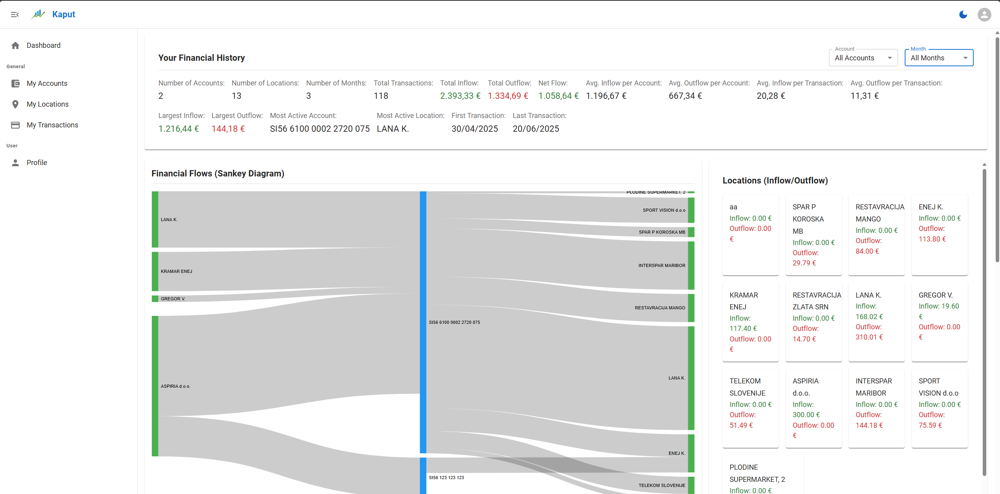 Kaput
Dashboard
General
My Accounts
My Locations
My Transactions
User
Profile
Your Financial History
Account
All Accounts
Month
All Months
Number of Accounts:
2
Number of Locations:
13
Number of Months:
3
Total Transactions:
118
Total Inflow:
2.393,33 €
Total Outflow:
1.334,69 €
Net Flow:
1.058,64 €
Avg. Inflow per Account:
1.196,67 €
Avg. Outflow per Account:
667,34 €
Avg. Inflow per Transaction:
20,28 €
Avg. Outflow per Transaction:
11,31 €
Largest Inflow:
1.216,44 €
Largest Outflow:
144,18 €
Most Active Account:
SI56 6100 0002 2720 075
Most Active Location:
LANA K.
First Transaction:
30/04/2025
Last Transaction:
20/06/2025
Financial Flows (Sankey Diagram)
LANA K.
KRAMAR ENEJ
GREGOR V.
ASPIRIA d.o.o.
SI56 6100 0002 2720 075
SI56 123 123 123
PLODINE SUPERMARKET, 2
SPORT VISION d.o.o
SPAR P KOROSKA MB
INTERSPAR MARIBOR
RESTAVRACIJA MANGO
LANA K.
ENEJ K.
TELEKOM SLOVENIJE
Locations (Inflow/Outflow)
aa
Inflow: 0.00 €
Outflow: 0.00
€
SPAR P
KOROSKA
MB
Inflow: 0.00 €
Outflow:
29.79 €
RESTAVRACIJA
MANGO
Inflow: 0.00 €
Outflow:
84.00 €
ENEJ K.
Inflow: 0.00 €
Outflow:
113.80 €
KRAMAR
ENEJ
Inflow:
117.40 €
Outflow: 0.00
€
RESTAVRACIJA
ZLATA SRN
Inflow: 0.00 €
Outflow:
14.70 €
LANA K.
Inflow:
168.02 €
Outflow:
310.01 €
GREGOR V.
Inflow: 19.60
€
Outflow: 0.00
€
TELEKOM
SLOVENIJE
Inflow: 0.00 €
Outflow:
51.49 €
ASPIRIA
d.o.o.
Inflow:
300.00 €
Outflow: 0.00
€
INTERSPAR
MARIBOR
Inflow: 0.00 €
Outflow:
144.18 €
SPORT
VISION d.o.o
Inflow: 0.00 €
Outflow:
75.59 €
PLODINE
SUPERMARKET, 2
Inflow: 0.00 €